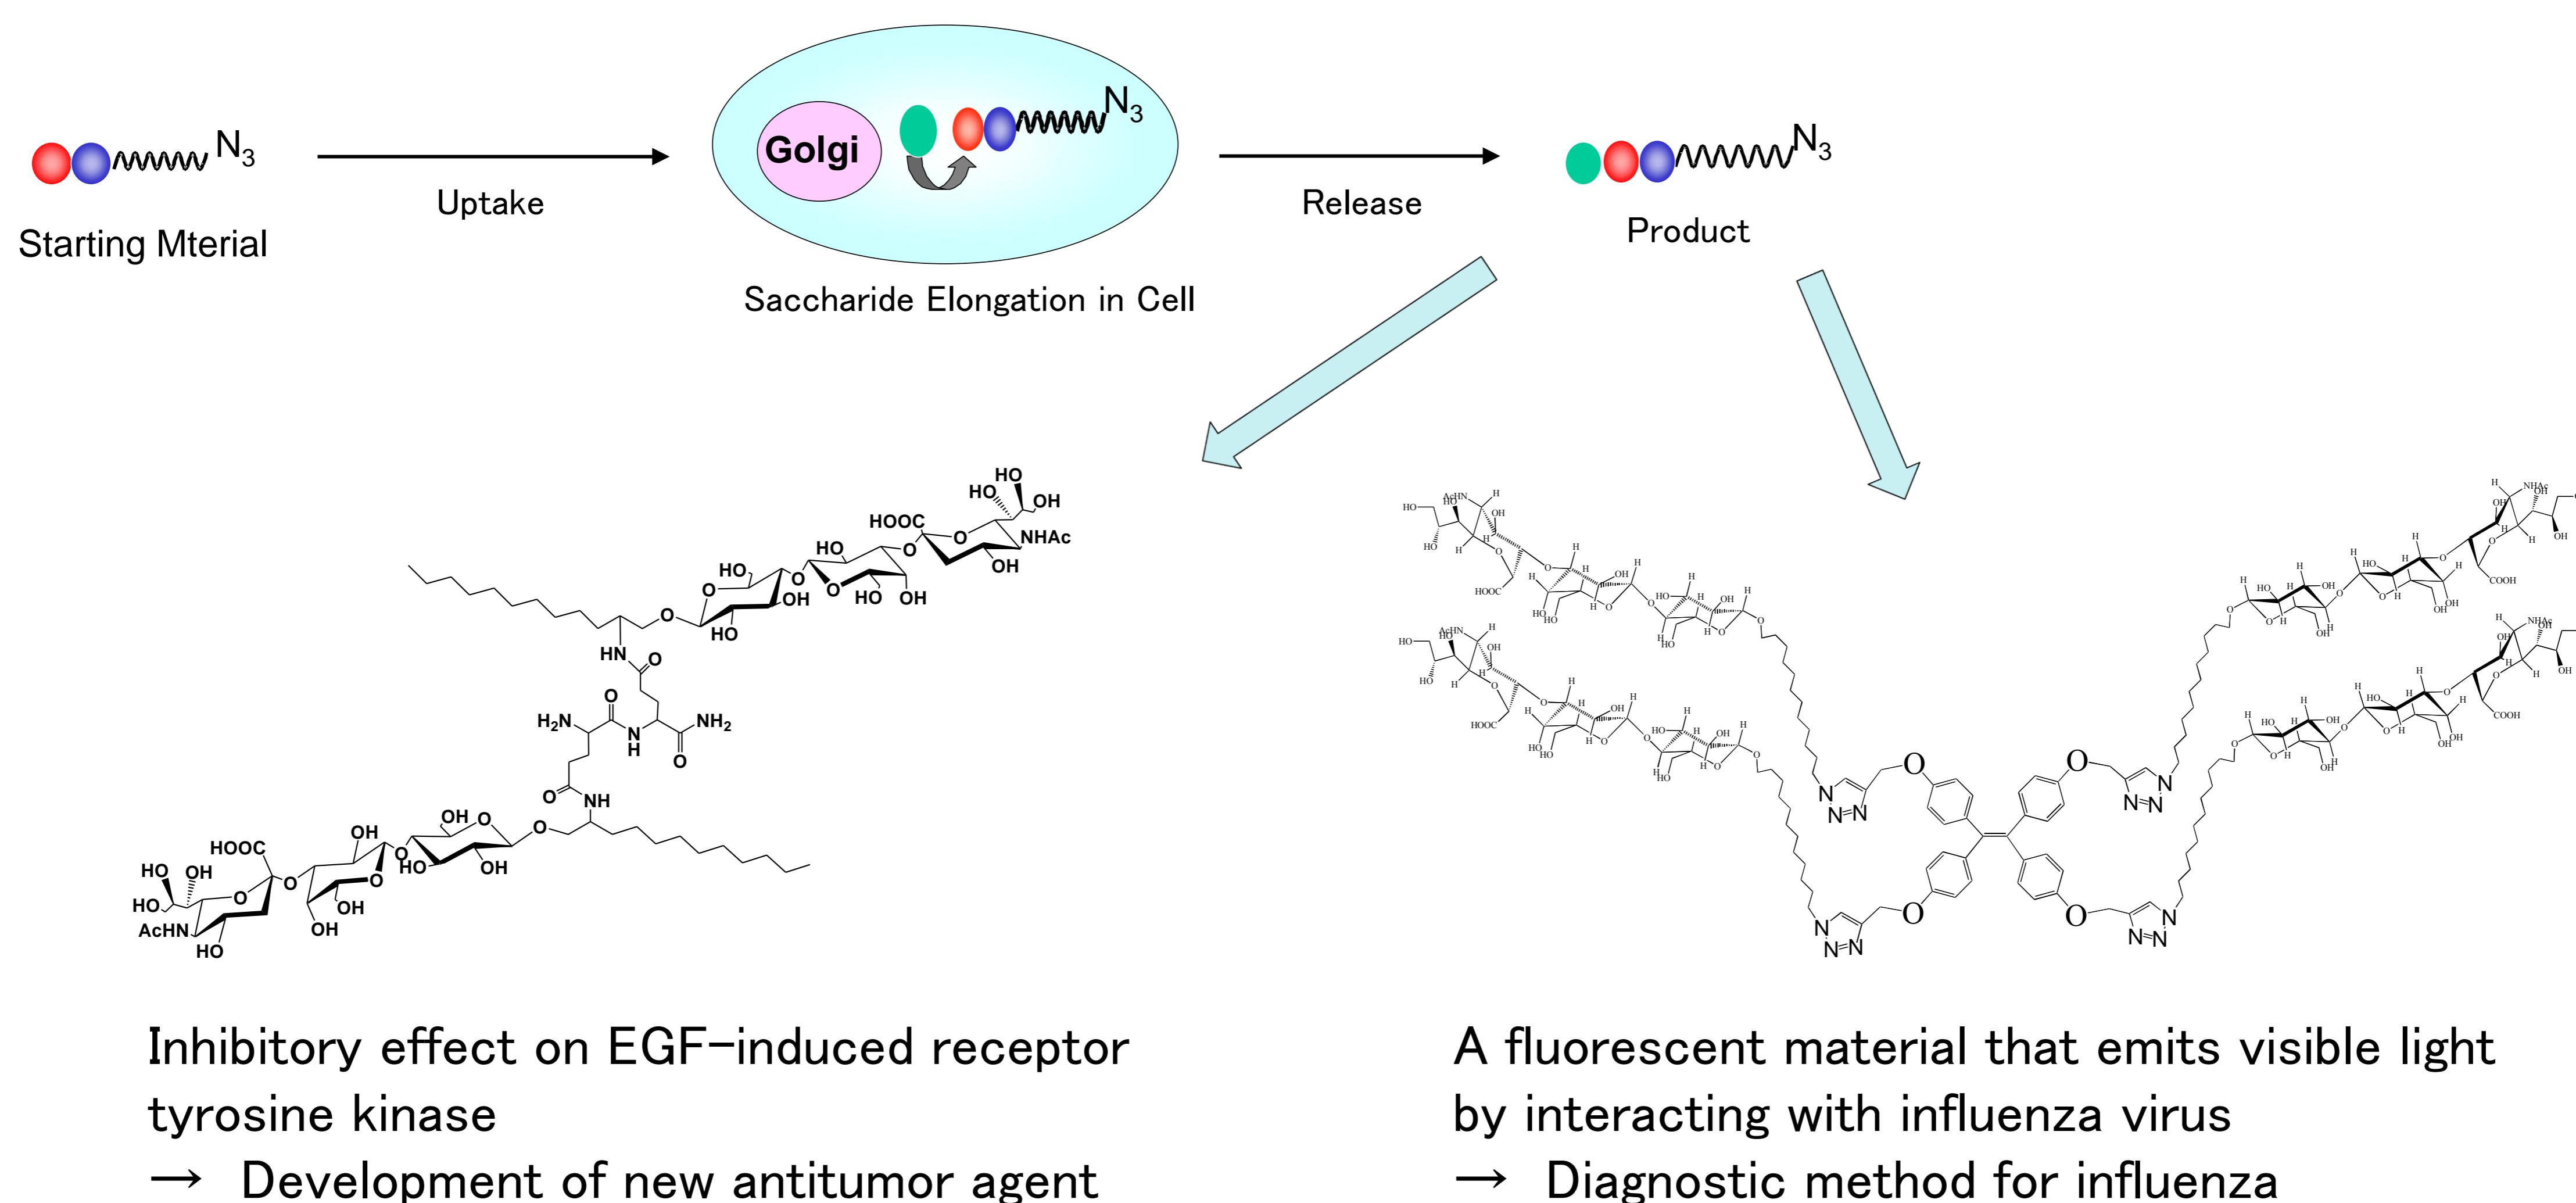 N3
Starting Mterial
Uptake
Golgi
N3
Saccharide Elongation in Cell
Release
N3
Product
HO
HO
OH
HOOC
O
NHAc
HO
O
OH
HO
O
O
HO
OH
O
OH
O
HO
HN
O
O
H2N
N
H
NH2
O
O
NH
OH
O
O
OH
O
HO
OH
HOOC
O
O
HO
OH
O
HO
OH
AcHN
OH
HO
O
O
O
O
N
N=N
N
N=N
N
N=N
N
N=N
Inhibitory effect on EGF-induced receptor
tyrosine kinase
→ Development of new antitumor agent
A fluorescent material that emits visible light
by interacting with influenza virus
→ Diagnostic method for influenza